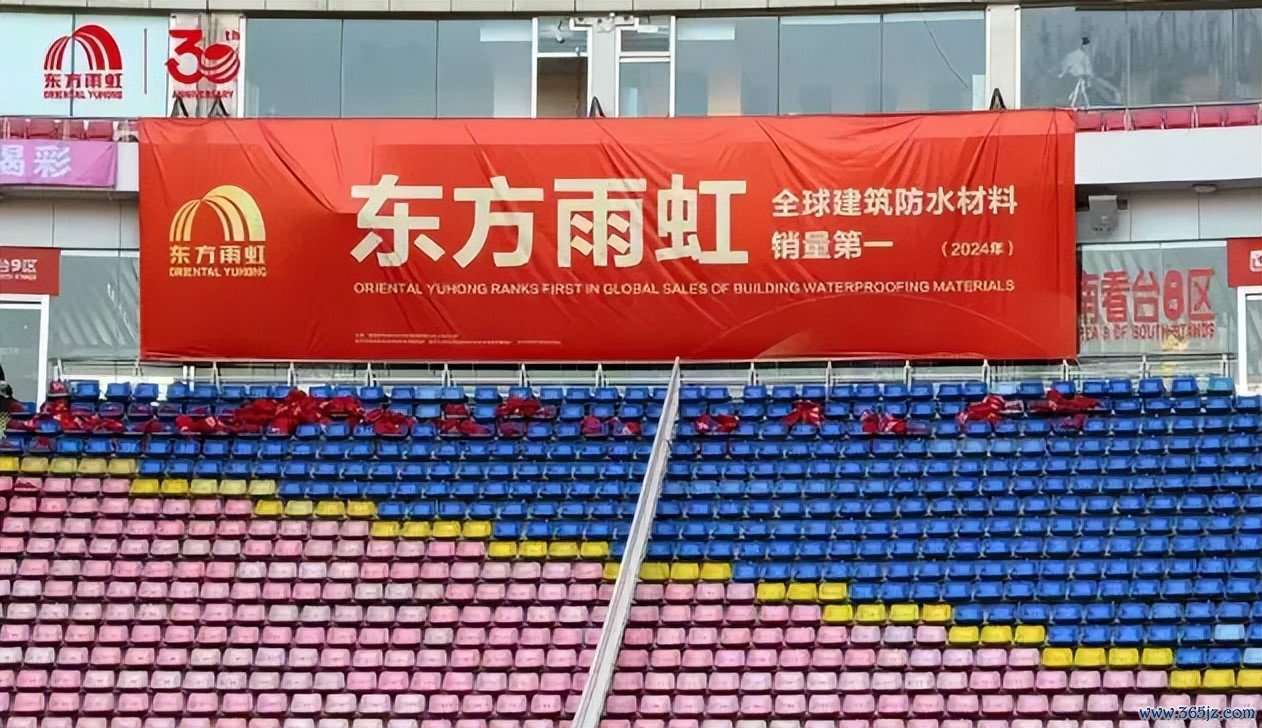 东方雨虹
ORIENTAL YUHONG
30th
ANNIVERSARY
喝彩
东方雨虹
ORIENTAL YUHONG
东方雨虹
全球建筑防水材料
销量第一 （2024年）
ORIENTAL YUHONG RANKS FIRST IN GLOBAL SALES OF BUILDING WATERPROOFING MATERIALS
台9区
南看台8区
www.365jz.com